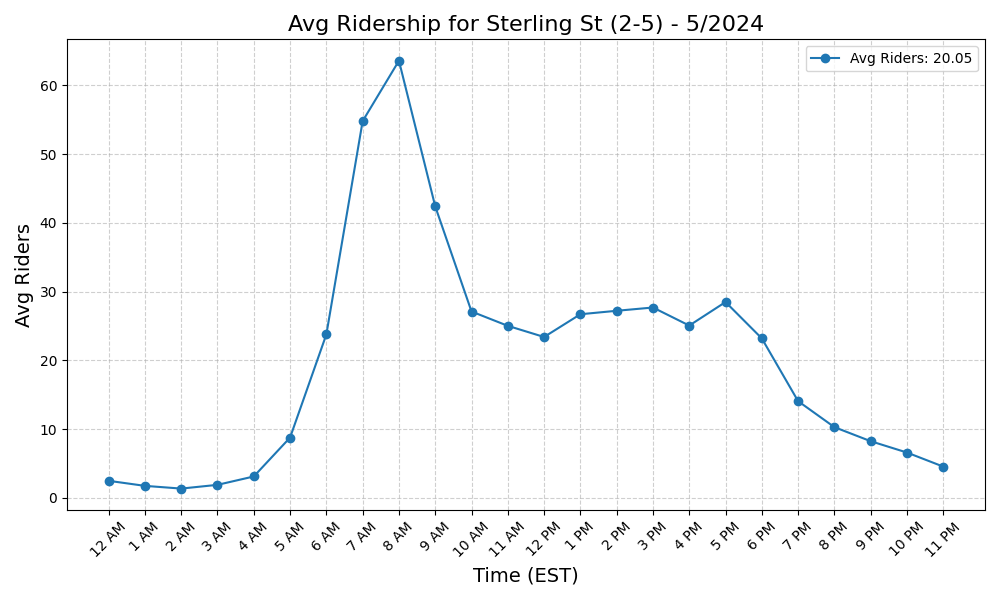 Avg Ridership for Sterling St (2-5) - 5/2024
Avg Riders: 20.05
Avg Riders
60
50
40
30
20
10
0
12 AM
1 AM
2 AM
3 AM
4 AM
5 AM
6 AM
7 AM
8 AM
9 AM
10 AM
11 AM
12 PM
1 PM
2 PM
3 PM
4 PM
5 PM
6 PM
7 PM
8 PM
9 PM
10 PM
11 PM
Time (EST)